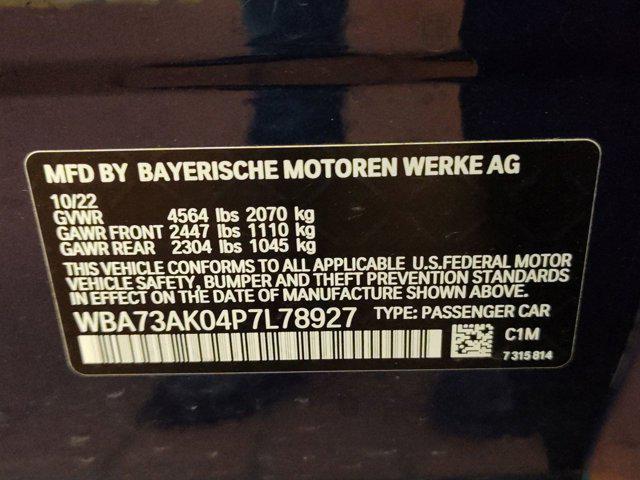 MFD BY BAYERISCHE MOTOREN WERKE AG
10/22
GVWR 4564 lbs 2070 kg
GAWR FRONT 2447 lbs 1110 kg
GAWR REAR 2304 lbs 1045 kg
THIS VEHICLE CONFORMS TO ALL APPLICABLE U.S.FEDERAL MOTOR
VEHICLE SAFETY, BUMPER AND THEFT PREVENTION STANDARDS
IN EFFECT ON THE DATE OF MANUFACTURE SHOWN ABOVE.
WBA73AK04P7L78927 TYPE: PASSENGER CAR
C1M
7 315 814